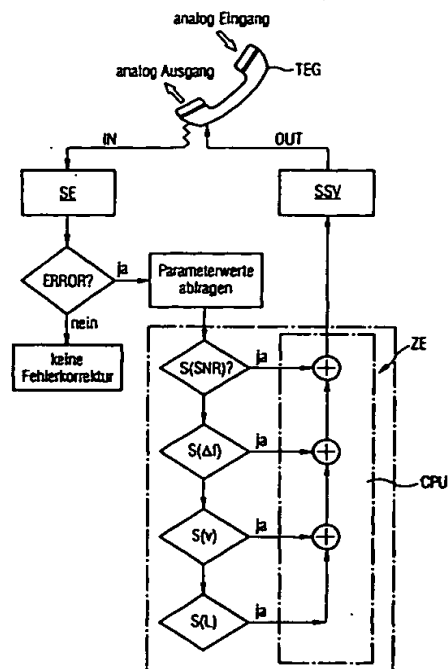 analog Eingang
analog Ausgang
TEG
IN
OUT
SE
SSV
ERROR?
ja
Parameterwerte
abfragen
nein
keine
Fehlerkorrektur
S(SNR)?
ja
ZE
S(Δf)
ja
CPU
S(v)
ja
S(L)
ja